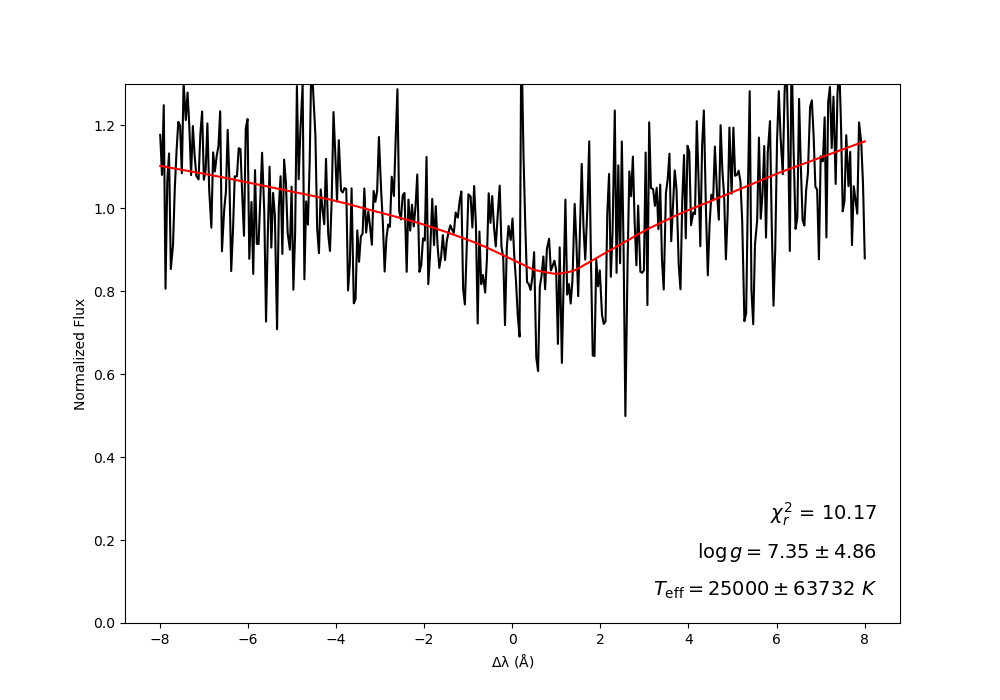 1.2
1.0
0.8
0.6
0.4
0.2
0.0
Normalized Flux
χ²ᵣ = 10.17
log g = 7.35 ± 4.86
T_eff = 25000 ± 63732 K
−8 −6 −4 −2 0 2 4 6 8
Δλ (Å)